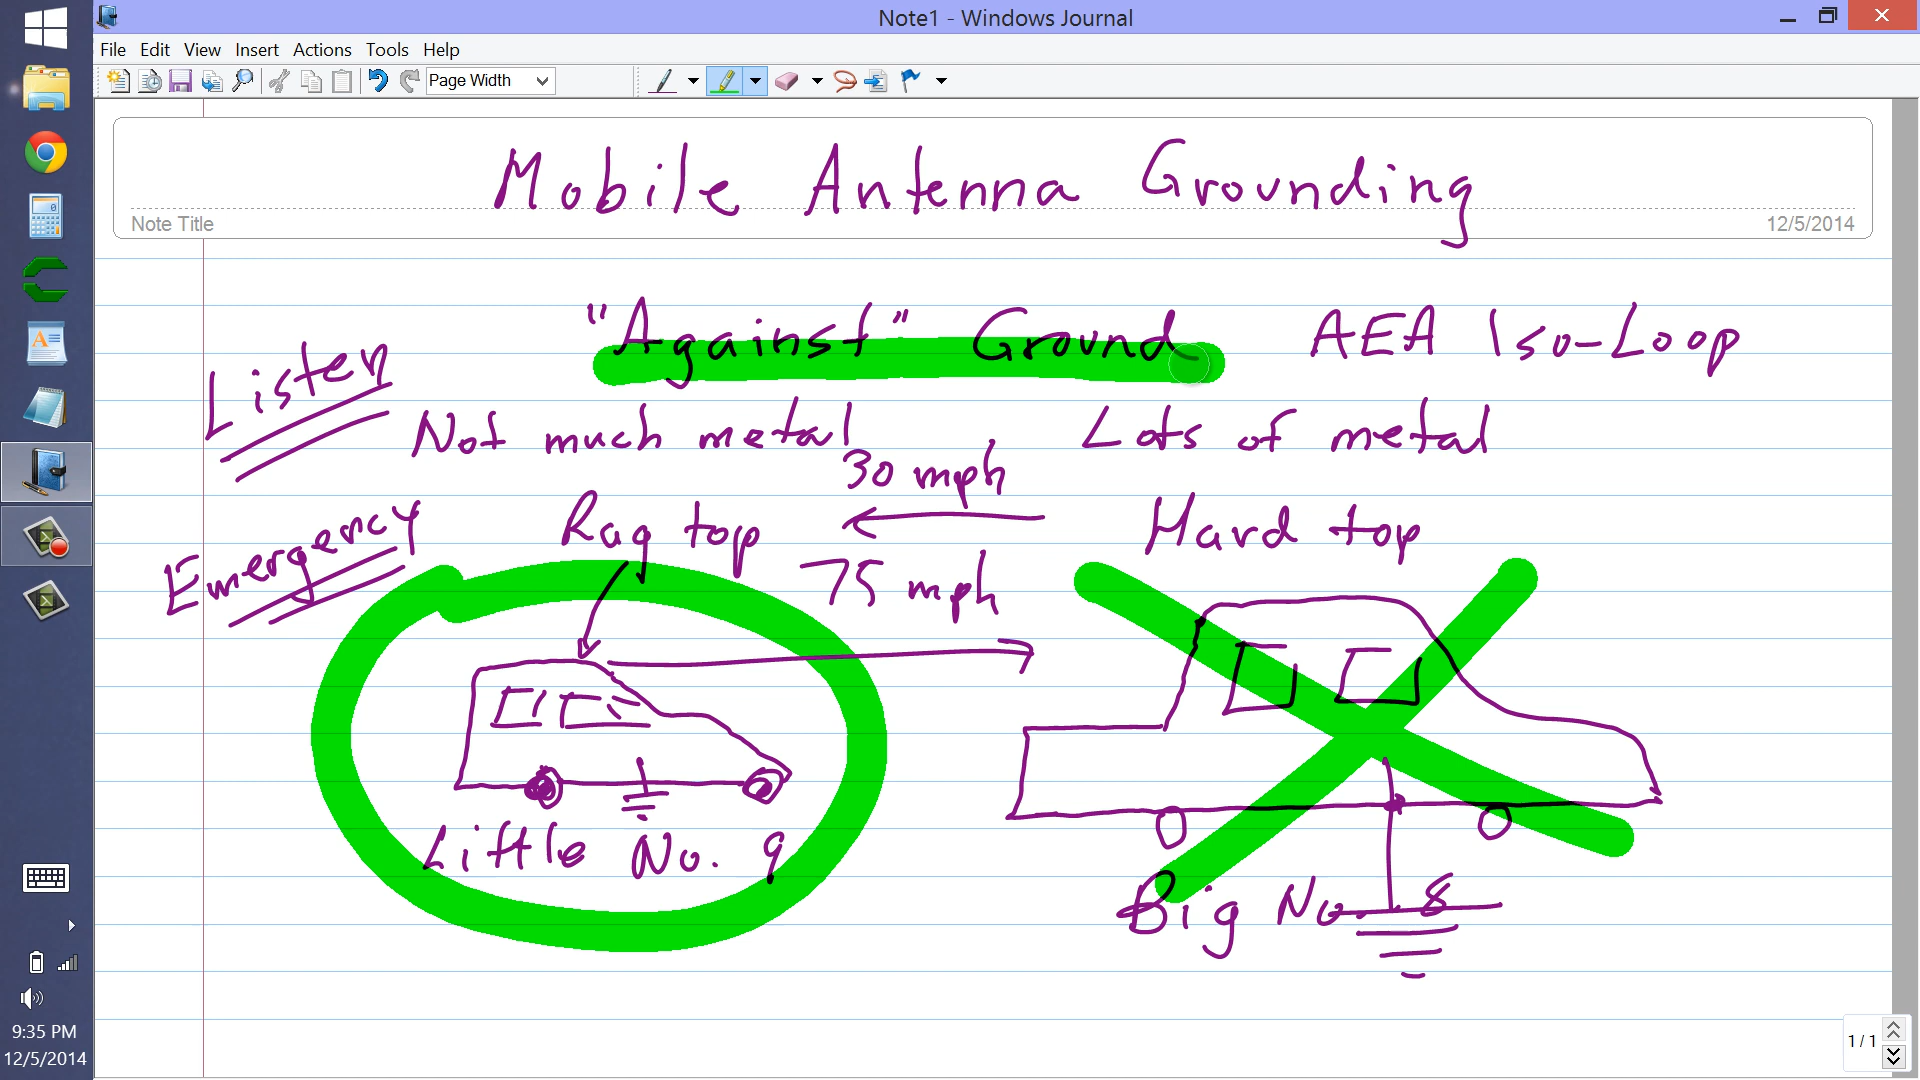 Note1 - Windows Journal
File Edit View Insert Actions Tools Help
Page Width
Mobile Antenna Grounding
Note Title
12/5/2014
"Against" Ground AEA Iso-Loop
Listen
Not much metal Lots of metal
30 mph
Emergency
Rag top Hard top
75 mph
Little No. 9
Big No. 8
1 / 1
9:35 PM
12/5/2014